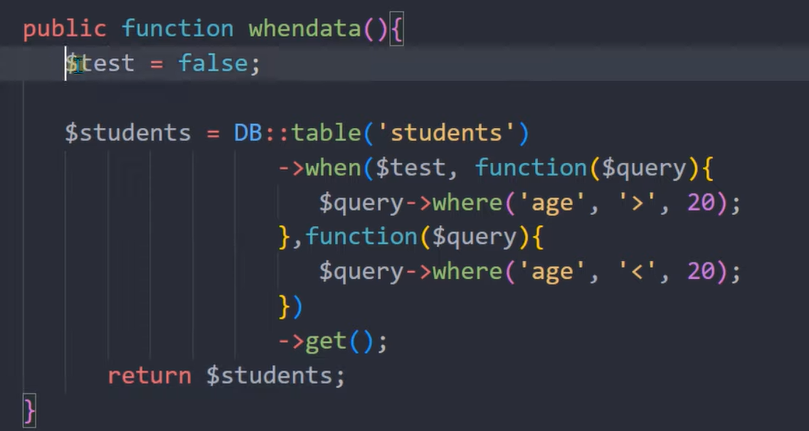 public function whendata(){
$test = false;
$students = DB::table('students')
->when($test, function($query){
$query->where('age', '>', 20);
},function($query){
$query->where('age', '<', 20);
})
->get();
return $students;
}